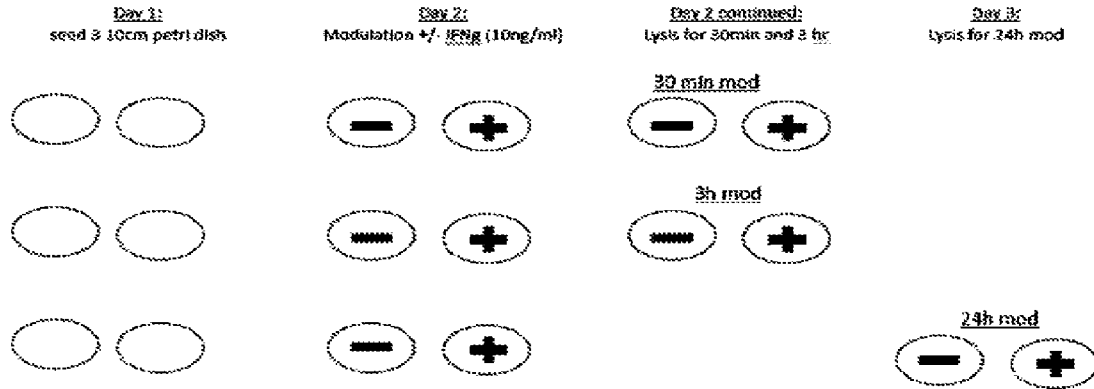 Day 1:
seed 3 10cm petri dish
Day 2:
Modulation +/- IFNg (10ng/ml)
Day 2 continued:
Lysis for 30min and 3 hr
Day 3:
Lysis for 24h mod
30 min mod
3h mod
24h mod